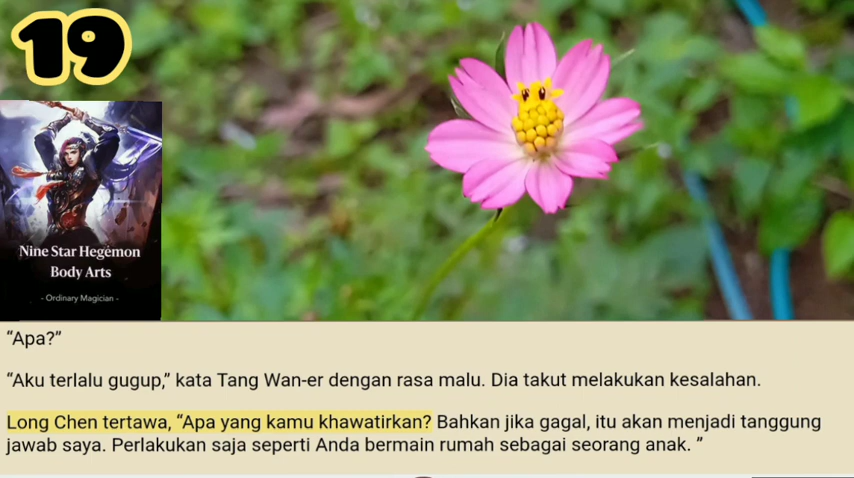 19
Nine Star Hegemon
Body Arts
- Ordinary Magician -
“Apa?”
“Aku terlalu gugup,” kata Tang Wan-er dengan rasa malu. Dia takut melakukan kesalahan.
Long Chen tertawa, “Apa yang kamu khawatirkan? Bahkan jika gagal, itu akan menjadi tanggung
jawab saya. Perlakukan saja seperti Anda bermain rumah sebagai seorang anak. ”